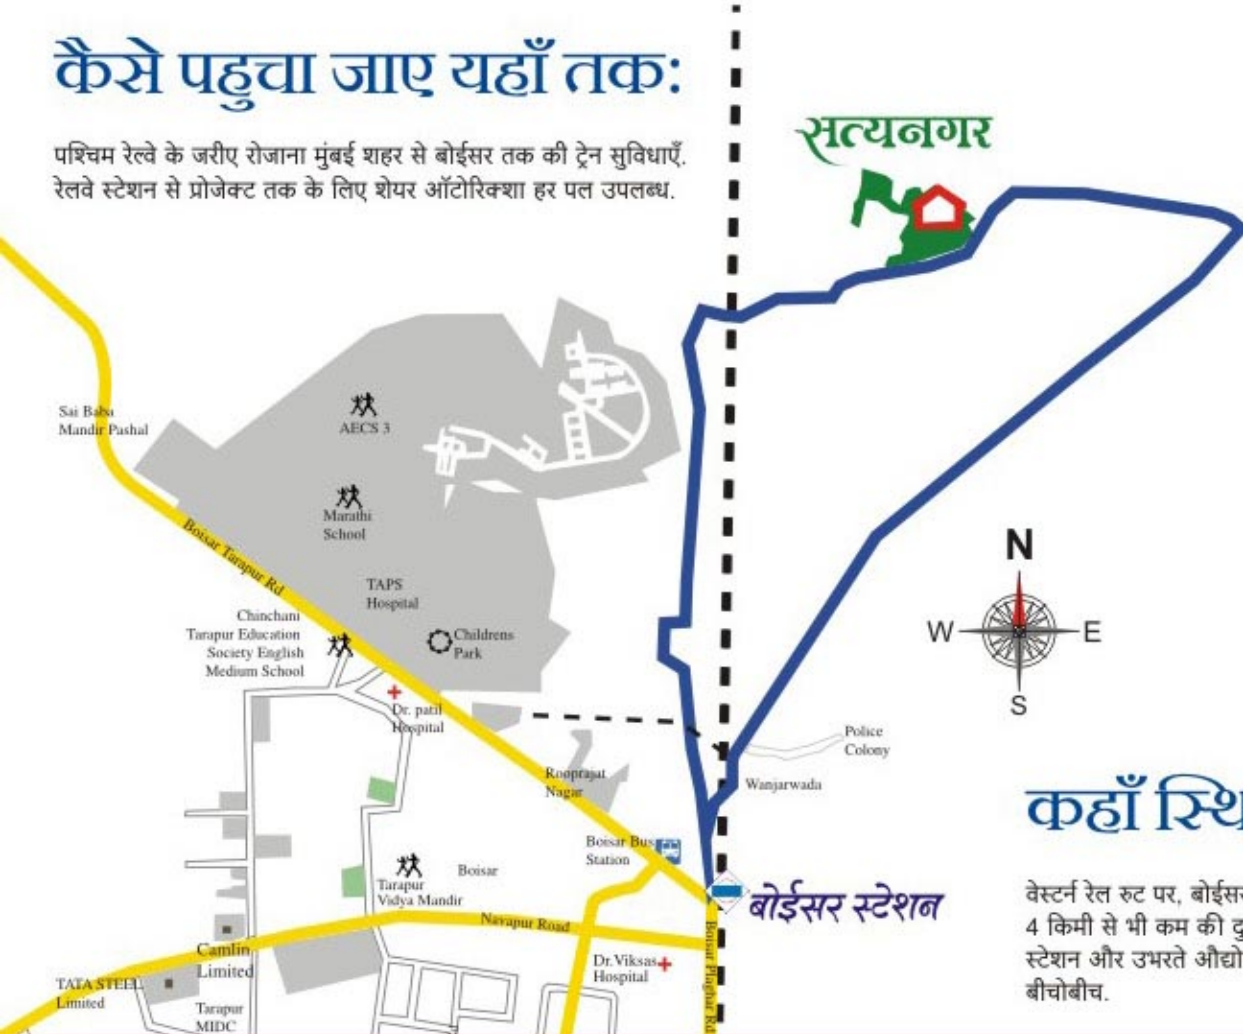 कैसे पहुचा जाए यहाँ तक:
पश्चिम रेल्वे के जरीए रोजाना मुंबई शहर से बोईसर तक की ट्रेन सुविधाएँ.
रेलवे स्टेशन से प्रोजेक्ट तक के लिए शेयर ऑटोरिक्शा हर पल उपलब्ध.
सत्यनगर
Sai Baba
Mandir Pashal
AECS 3
Marathi
School
Boisar Tarapur Rd
TAPS
Hospital
Chinchani
Tarapur Education
Society English
Medium School
Childrens
Park
N
W
E
S
Dr. patil
Hospital
Police
Colony
Rooprajat
Nagar
Wanjarwada
Boisar Bus
Station
Boisar
Tarapur
Vidya Mandir
बोईसर स्टेशन
Navapur Road
Camlin
Limited
Dr.Viksas
Hospital
Boisar Plaghar Rd
TATA STEEL
Limited
Tarapur
MIDC
कहाँ
वेस्टर्न रेल रुट पर,
4 किमी से भी कम की
स्टेशन और उभरते
बीचोबीच.